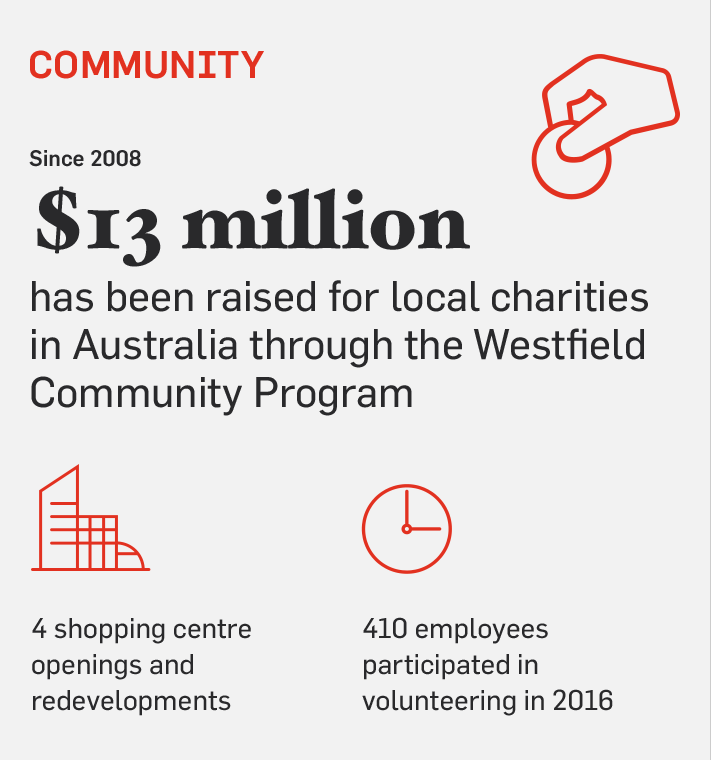 COMMUNITY
Since 2008
$13 million
has been raised for local charities
in Australia through the Westfield
Community Program
4 shopping centre
openings and
redevelopments
410 employees
participated in
volunteering in 2016